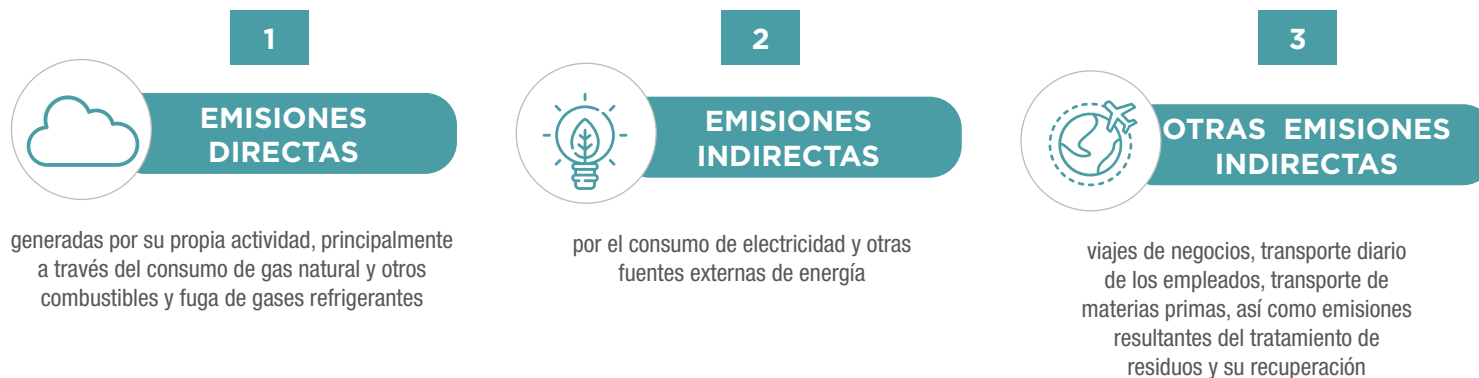 1
EMISIONES
DIRECTAS
generadas por su propia actividad, principalmente
a través del consumo de gas natural y otros
combustibles y fuga de gases refrigerantes
2
EMISIONES
INDIRECTAS
por el consumo de electricidad y otras
fuentes externas de energía
3
OTRAS EMISIONES
INDIRECTAS
viajes de negocios, transporte diario
de los empleados, transporte de
materias primas, así como emisiones
resultantes del tratamiento de
residuos y su recuperación